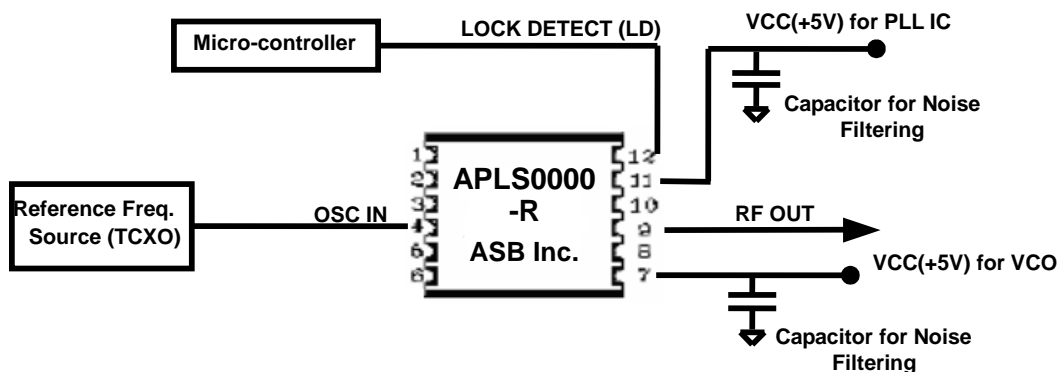 Micro-controller
LOCK DETECT (LD)
VCC(+5V) for PLL IC
Capacitor for Noise
Filtering
Reference Freq.
Source (TCXO)
OSC IN
1
2
3
4
5
6
APLS0000
-R
ASB Inc.
12
11
10
9
8
7
RF OUT
VCC(+5V) for VCO
Capacitor for Noise
Filtering